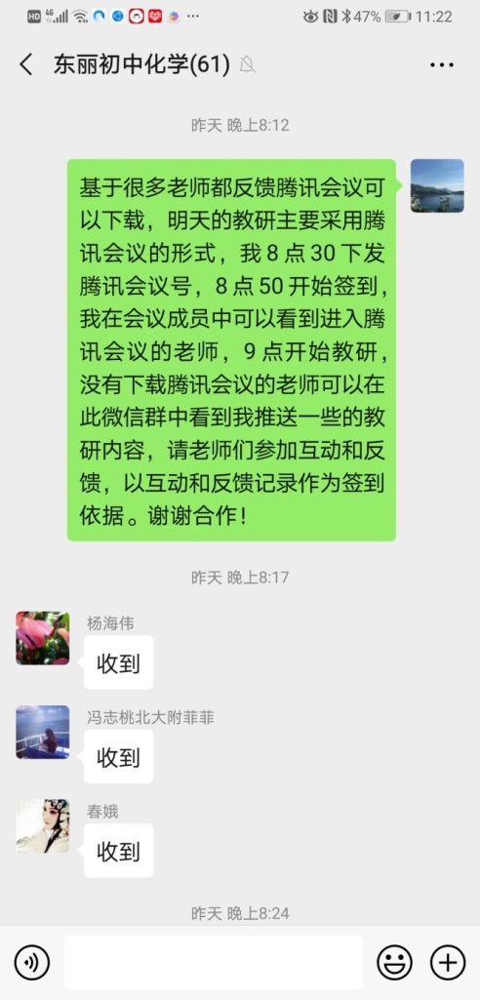 HD 4G 47% 11:22
东丽初中化学(61)
昨天 晚上8:12
基于很多老师都反馈腾讯会议可
以下载，明天的教研主要采用腾
讯会议的形式，我8点30下发
腾讯会议号，8点50开始签到，
我在会议成员中可以看到进入腾
讯会议的老师，9点开始教研，
没有下载腾讯会议的老师可以在
此微信群中看到我推送一些的教
研内容，请老师们参加互动和反
馈，以互动和反馈记录作为签到
依据。谢谢合作！
昨天 晚上8:17
杨海伟
收到
冯志桃北大附菲菲
收到
春娥
收到
昨天 晚上8:24